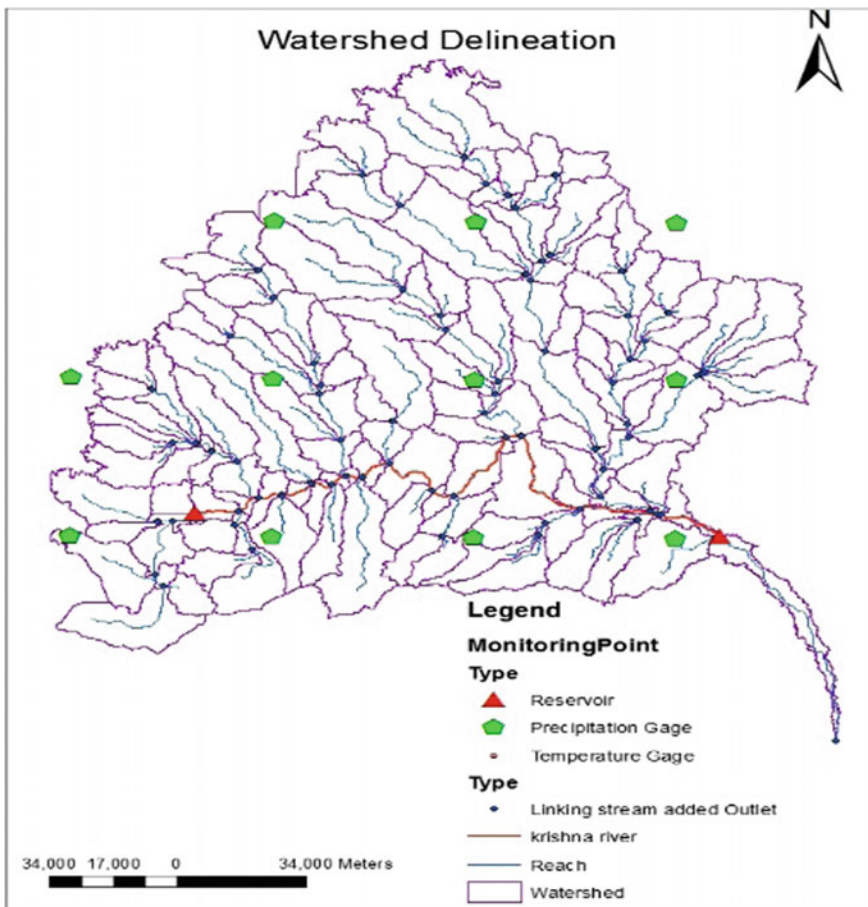 N
Watershed Delineation
Legend
MonitoringPoint
Type
Reservoir
Precipitation Gage
Temperature Gage
Type
Linking stream added Outlet
krishna river
Reach
Watershed
34,000 17,000 0 34,000 Meters